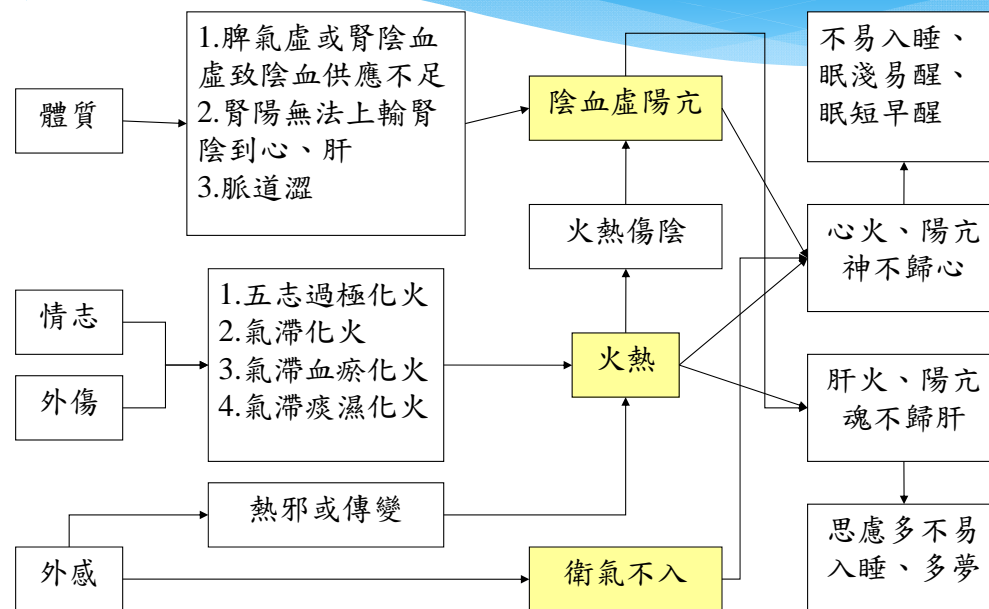 體質
1.脾氣虛或腎陰血
虛致陰血供應不足
2.腎陽無法上輸腎
陰到心、肝
3.脈道澀
陰血虛陽亢
不易入睡、
眠淺易醒、
眠短早醒
火熱傷陰
心火、陽亢
神不歸心
情志
外傷
1.五志過極化火
2.氣滯化火
3.氣滯血瘀化火
4.氣滯痰濕化火
火熱
肝火、陽亢
魂不歸肝
熱邪或傳變
外感
衛氣不入
思慮多不易
入睡、多夢